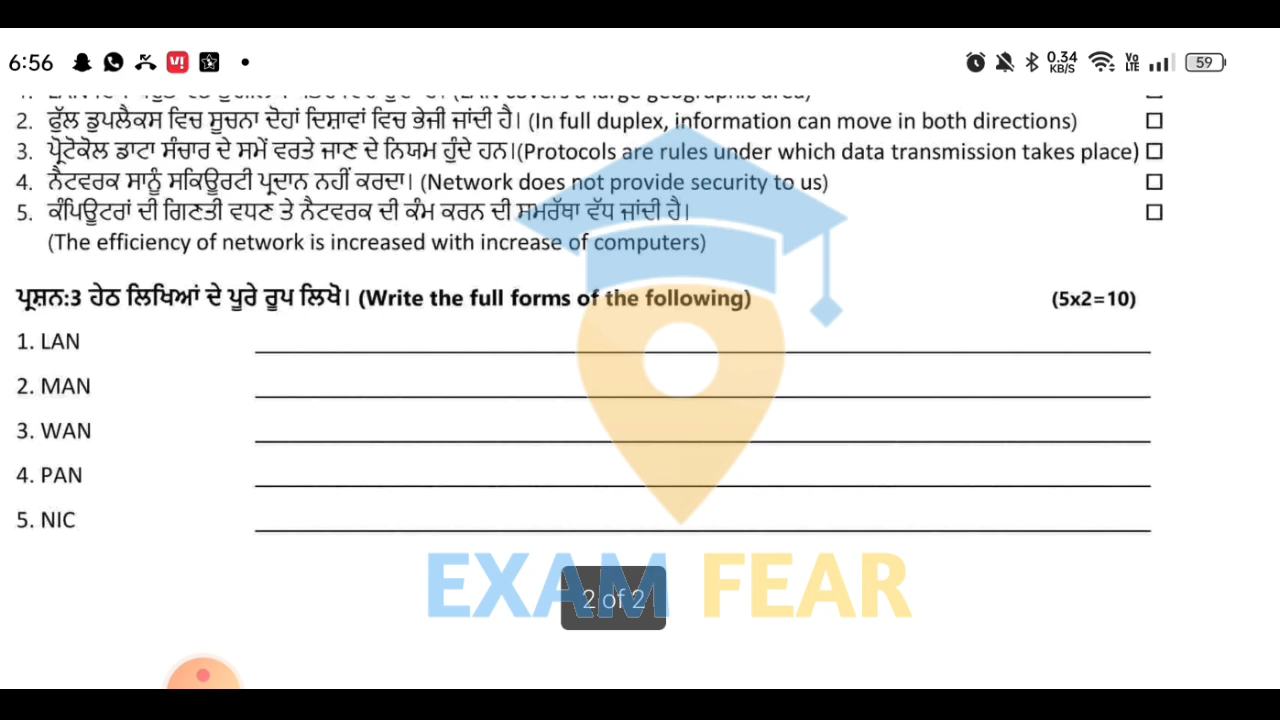 6:56
0.34 KB/S Vo LTE 59
2. ਫੁੱਲ ਡੁਪਲੈਕਸ ਵਿਚ ਸੂਚਨਾ ਦੋਹਾਂ ਦਿਸ਼ਾਵਾਂ ਵਿਚ ਭੇਜੀ ਜਾਂਦੀ ਹੈ। (In full duplex, information can move in both directions)
3. ਪ੍ਰੋਟੋਕੋਲ ਡਾਟਾ ਸੰਚਾਰ ਦੇ ਸਮੇਂ ਵਰਤੇ ਜਾਣ ਦੇ ਨਿਯਮ ਹੁੰਦੇ ਹਨ।(Protocols are rules under which data transmission takes place)
4. ਨੈਟਵਰਕ ਸਾਨੂੰ ਸਕਿਊਰਟੀ ਪ੍ਰਦਾਨ ਨਹੀਂ ਕਰਦਾ। (Network does not provide security to us)
5. ਕੰਪਿਊਟਰਾਂ ਦੀ ਗਿਣਤੀ ਵਧਣ ਤੇ ਨੈਟਵਰਕ ਦੀ ਕੰਮ ਕਰਨ ਦੀ ਸਮਰੱਥਾ ਵੱਧ ਜਾਂਦੀ ਹੈ।
(The efficiency of network is increased with increase of computers)
ਪ੍ਰਸ਼ਨ:3 ਹੇਠ ਲਿਖਿਆਂ ਦੇ ਪੂਰੇ ਰੂਪ ਲਿਖੋ। (Write the full forms of the following) (5x2=10)
1. LAN
2. MAN
3. WAN
4. PAN
5. NIC
EXAM FEAR
2 of 2